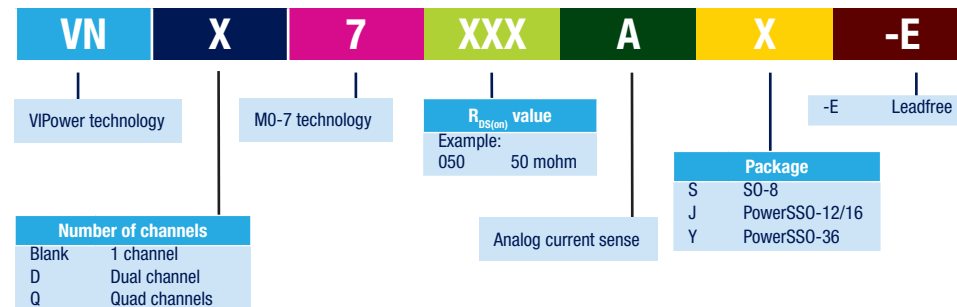 VN X 7 XXX A X -E
VIPower technology
M0-7 technology
R_DS(on) value
Example:
050 50 mohm
-E Leadfree
Package
S SO-8
J PowerSSO-12/16
Y PowerSSO-36
Analog current sense
Number of channels
Blank 1 channel
D Dual channel
Q Quad channels